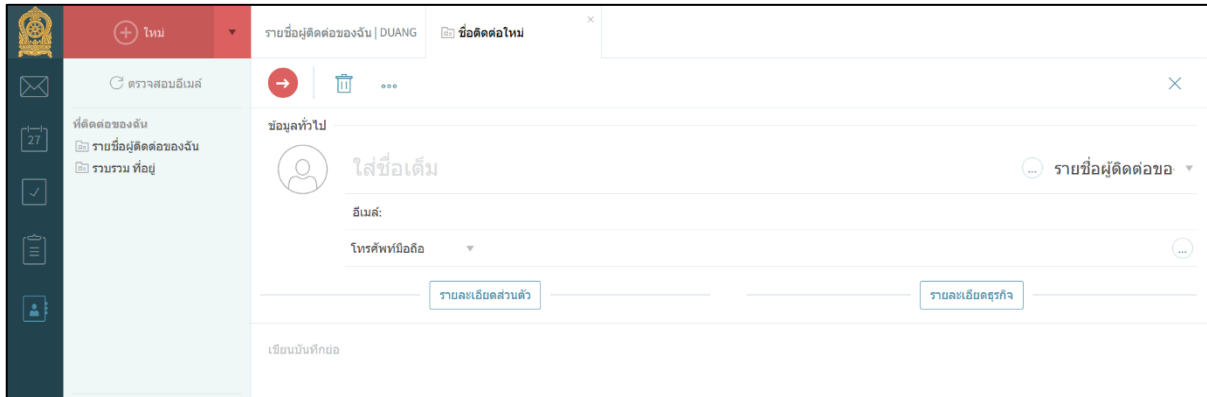 ใหม่
รายชื่อผู้ติดต่อของฉัน | DUANG
ชื่อติดต่อใหม่
ตรวจสอบอีเมล์
27
ที่ติดต่อของฉัน
รายชื่อผู้ติดต่อของฉัน
รวบรวม ที่อยู่
ข้อมูลทั่วไป
ใส่ชื่อเต็ม
รายชื่อผู้ติดต่อขอ
อีเมล์:
โทรศัพท์มือถือ
รายละเอียดส่วนตัว
รายละเอียดธุรกิจ
เขียนบันทึกย่อ